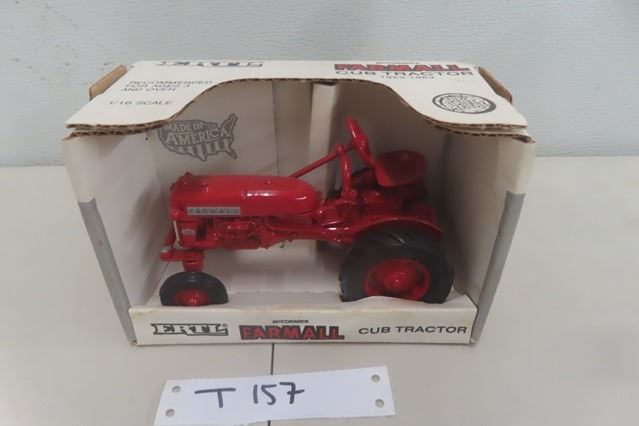 ERTL
McCORMICK
FARMALL
CUB TRACTOR
RECOMMENDED
FOR AGES 3
AND OVER
1/16 SCALE
MADE IN
AMERICA
FARMALL
ERTL
McCORMICK
FARMALL
CUB TRACTOR
T 157